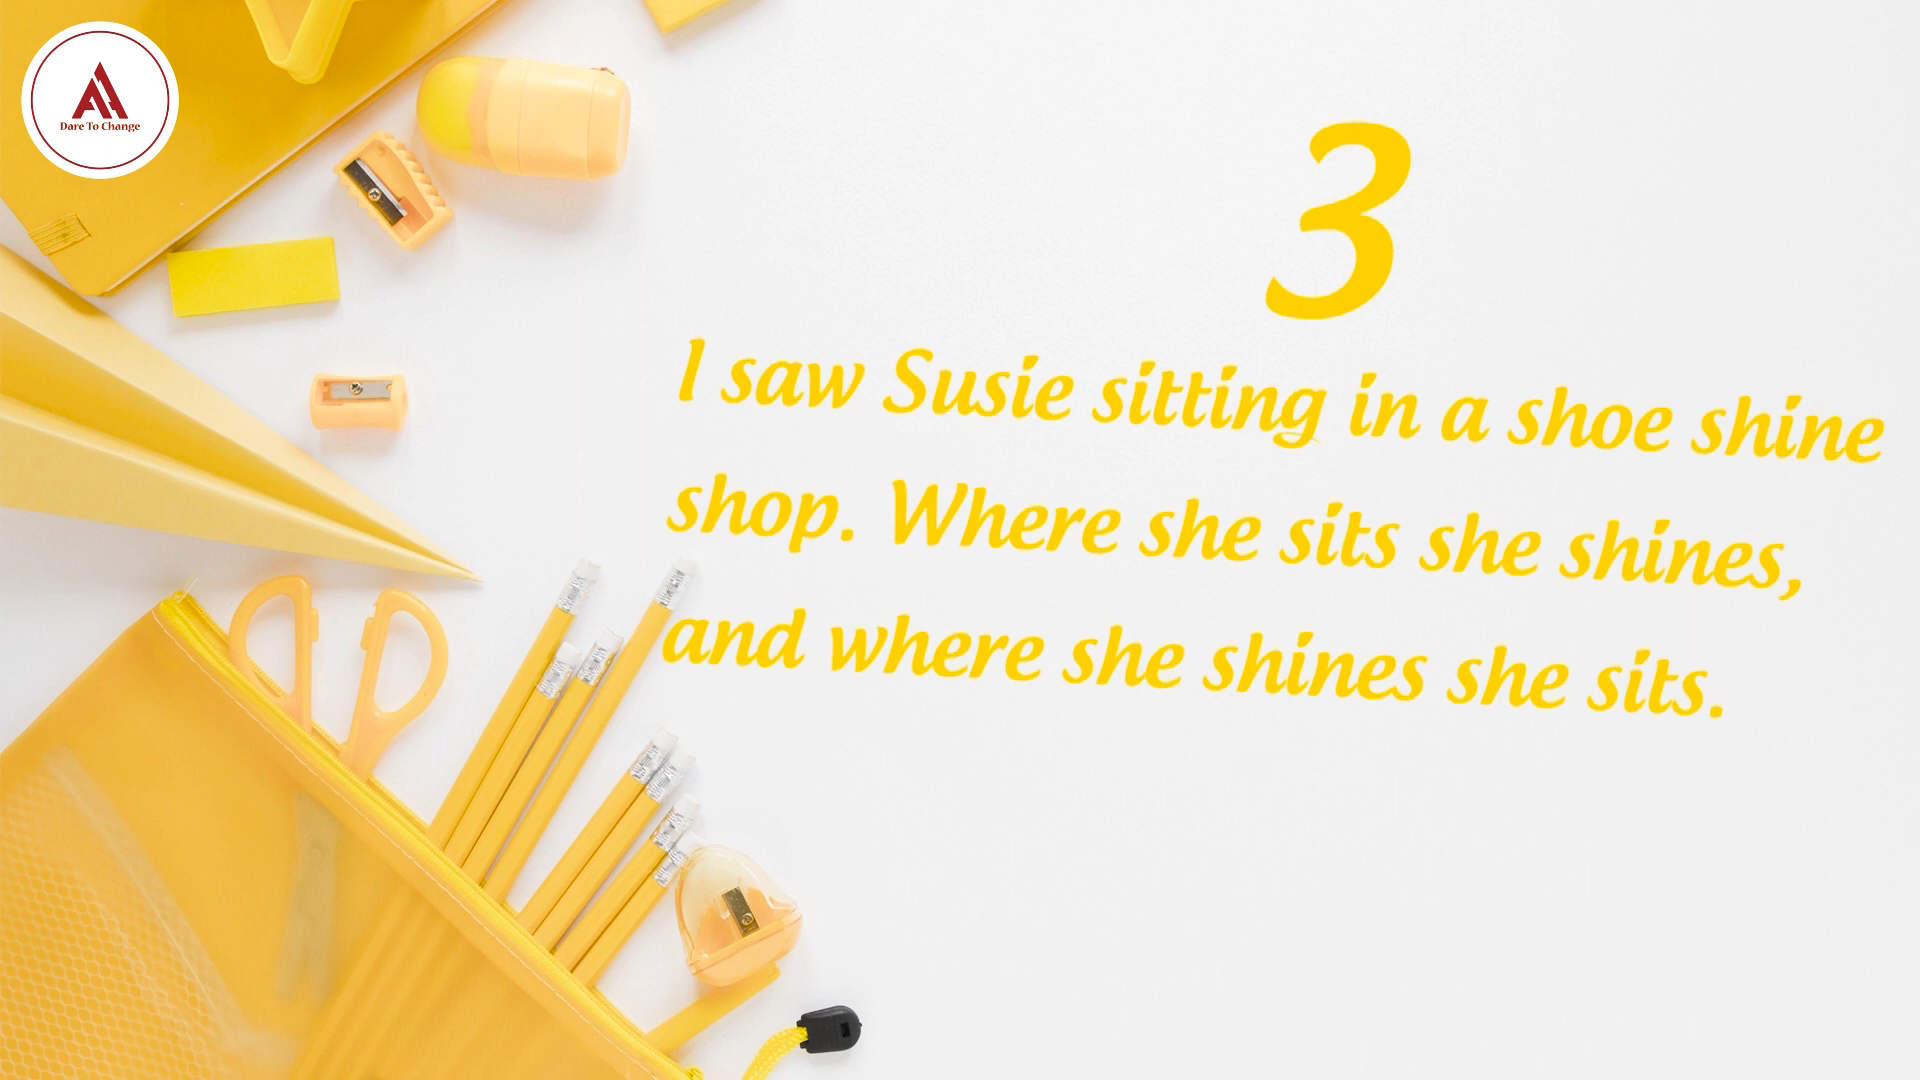 Dare To Change
3
I saw Susie sitting in a shoe shine
shop. Where she sits she shines,
and where she shines she sits.